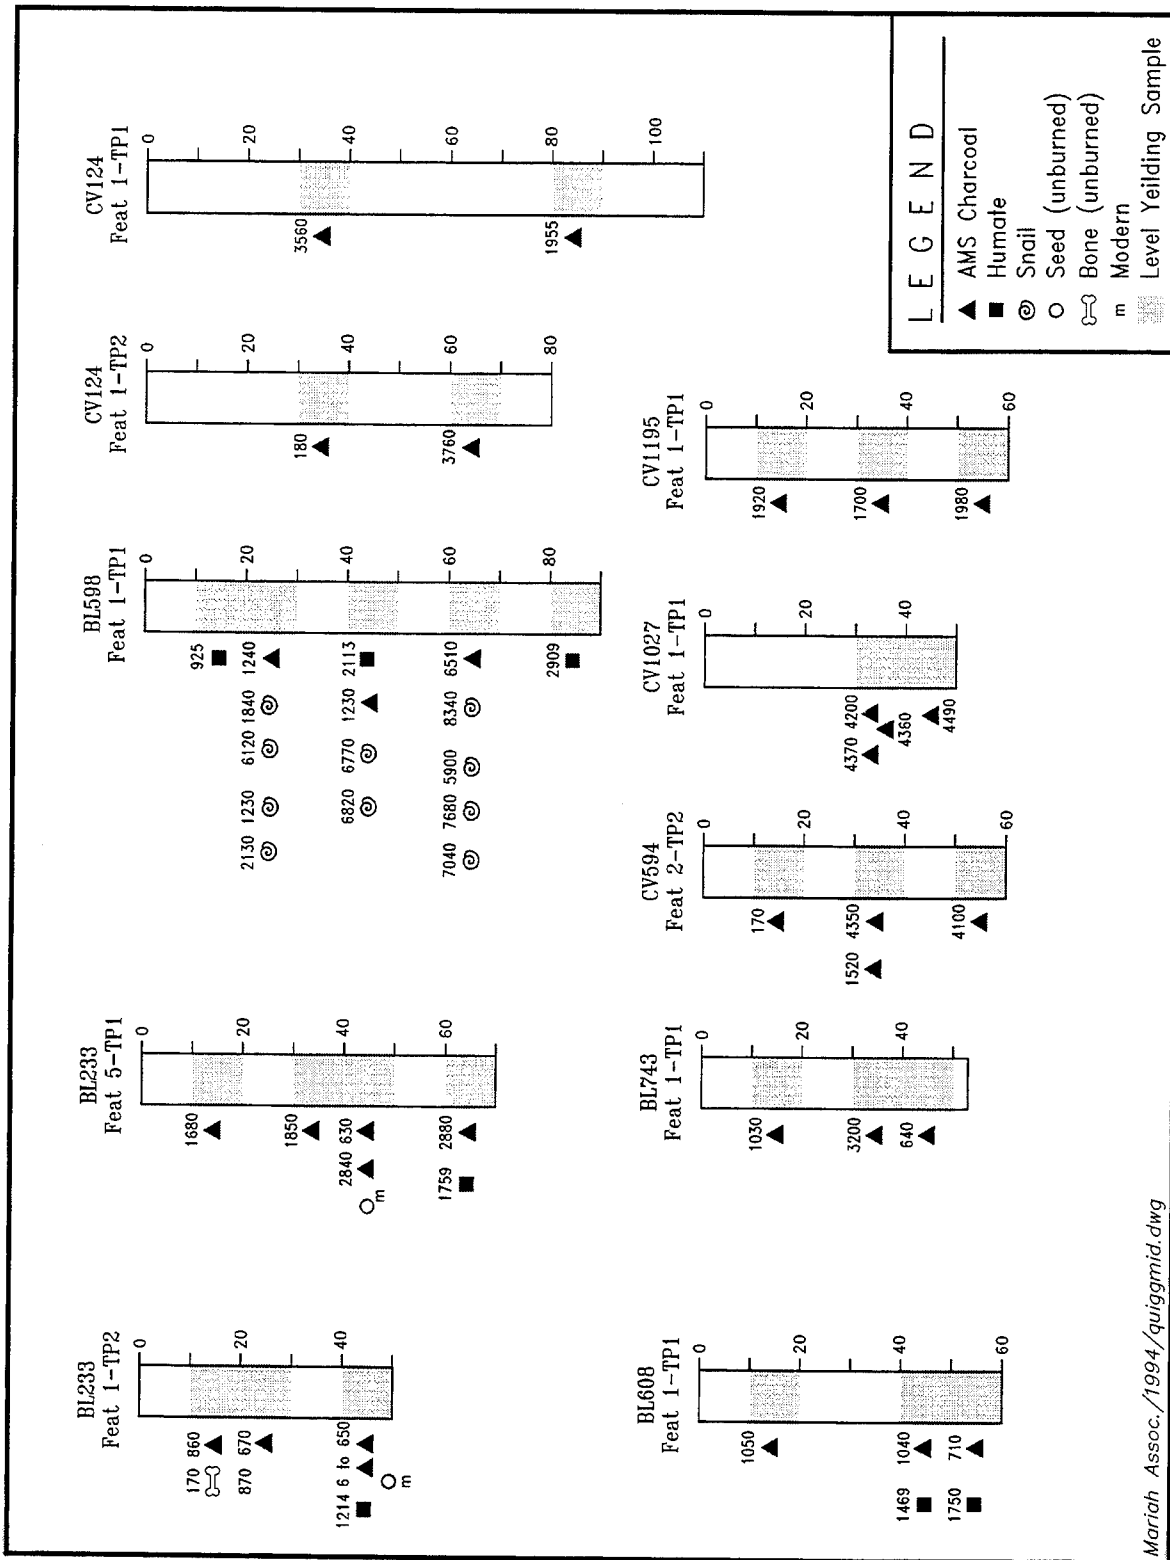 BL233
Feat 1-TP2
0
20
40
170 860
870 670
1214 6 to 650
m
BL233
Feat 5-TP1
0
20
40
60
1680
1850
2840 630
m
1759 2880
BL598
Feat 1-TP1
0
20
40
60
80
925
2130 1230 6120 1840 1240
6820 6770 1230 2113
7040 7680 5900 8340 6510
2909
CV124
Feat 1-TP2
0
20
40
60
80
180
3760
CV124
Feat 1-TP1
0
20
40
60
80
100
3560
1955
BL608
Feat 1-TP1
0
20
40
60
1050
1469 1040
1750 710
BL743
Feat 1-TP1
0
20
40
1030
3200
640
CV594
Feat 2-TP2
0
20
40
60
170
1520 4350
4100
CV1027
Feat 1-TP1
0
20
40
4370 4200
4360
4490
CV1195
Feat 1-TP1
0
20
40
60
1920
1700
1980
LEGEND
AMS Charcoal
Humate
Snail
Seed (unburned)
Bone (unburned)
m Modern
Level Yeilding Sample
Mariah Assoc./1994/quiggmid.dwg